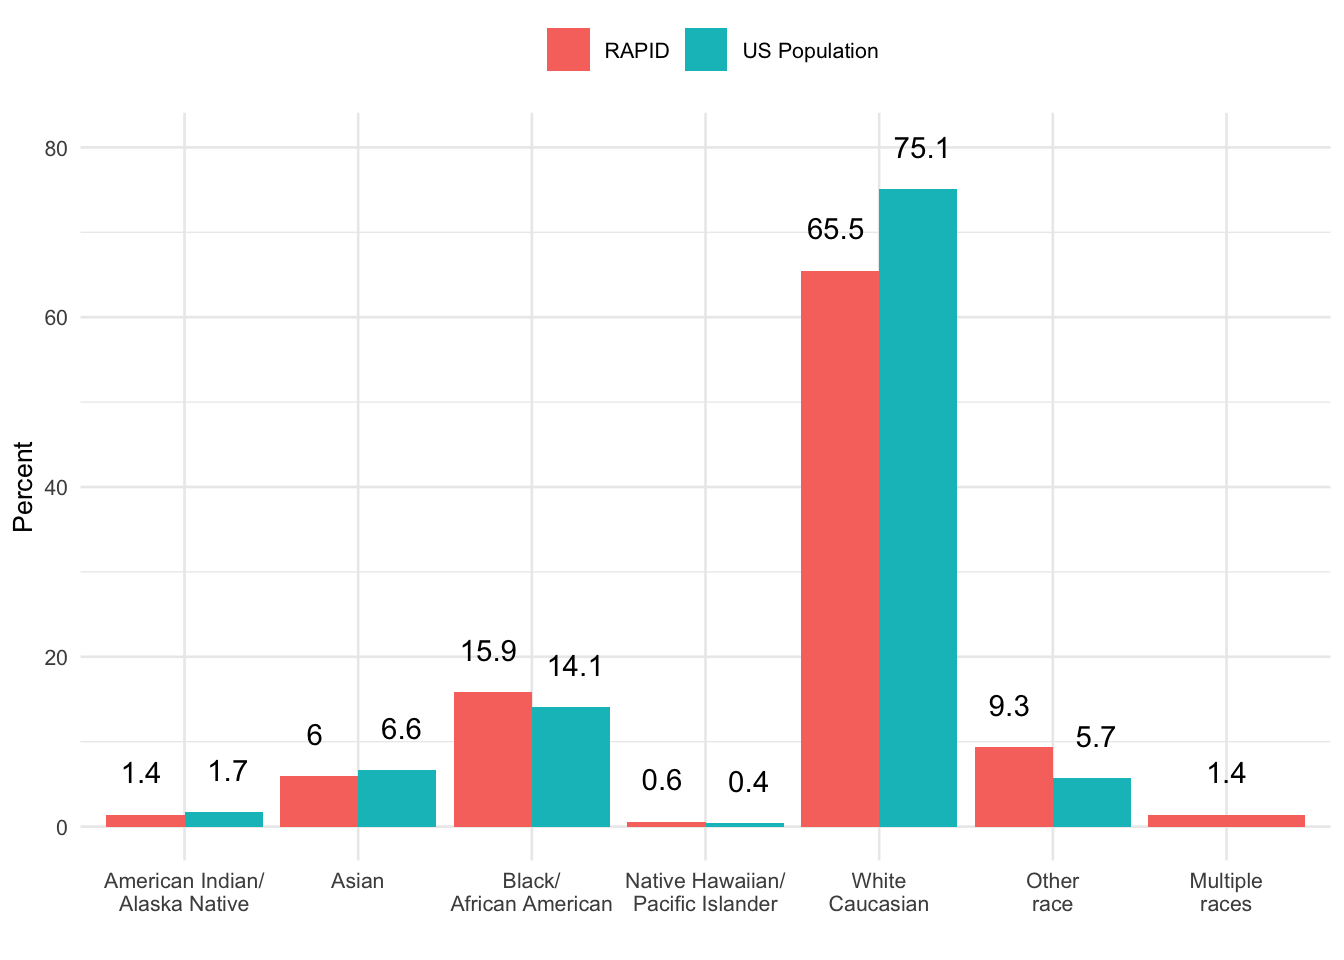 RAPID US Population
80
75.1
65.5
60
Percent
40
20
15.9
14.1
9.3
6
6.6
5.7
1.4
1.7
0.6
0.4
1.4
0
American Indian/
Alaska Native
Asian
Black/
African American
Native Hawaiian/
Pacific Islander
White
Caucasian
Other
race
Multiple
races